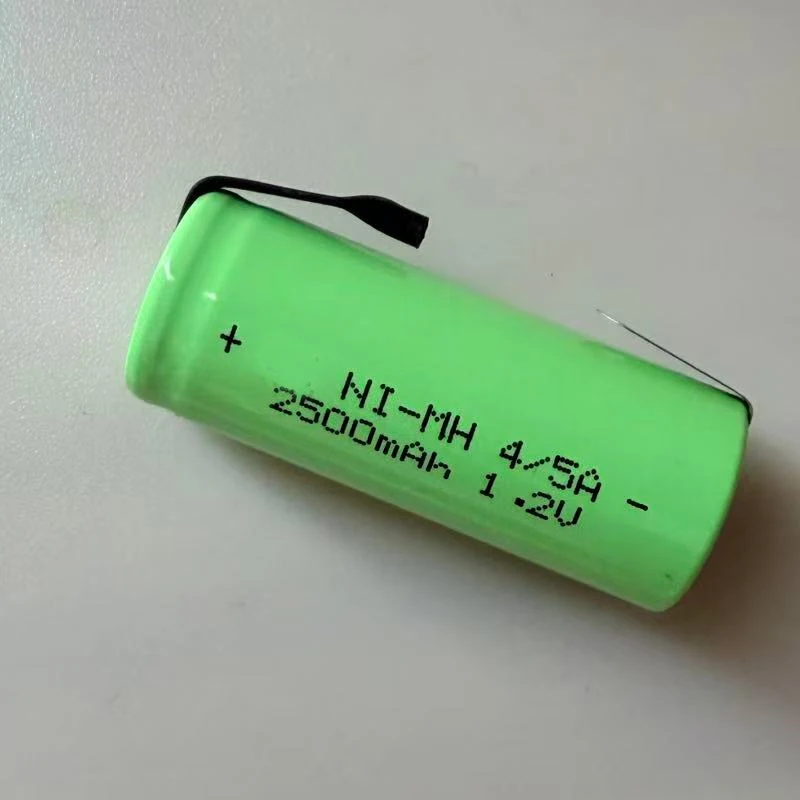 + NI-MH 4/5A -
2500mAh 1.2V